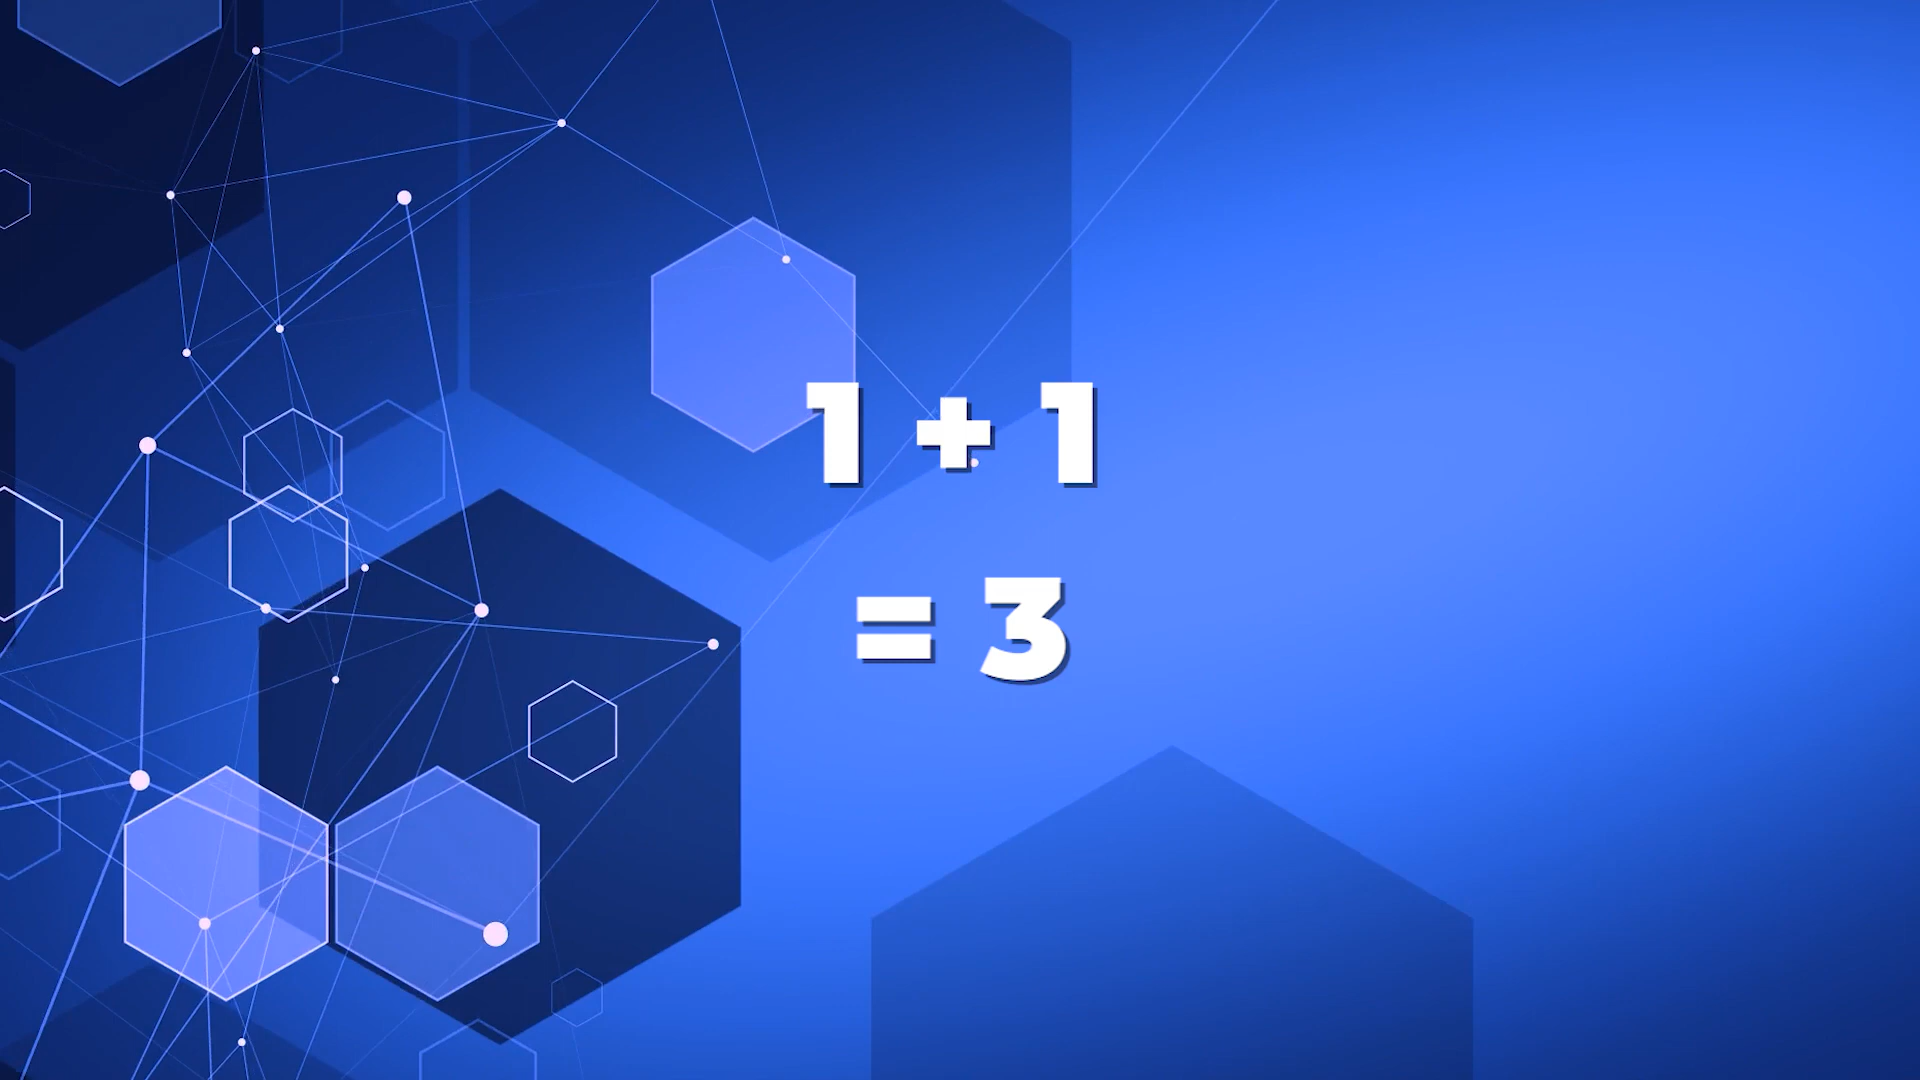 1 + 1
= 3